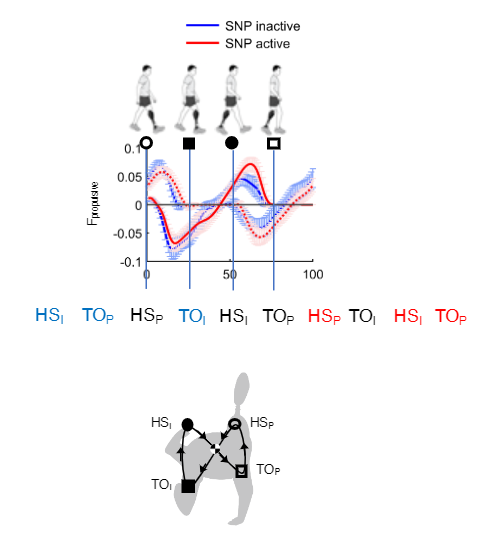 SNP inactive
SNP active
0.1
0.05
0
-0.05
-0.1
Fpropulsive
0 50 100
HSI TOP HSP TOI HSI TOP HSP TOI HSI TOP
HSI HSP
TOI TOP